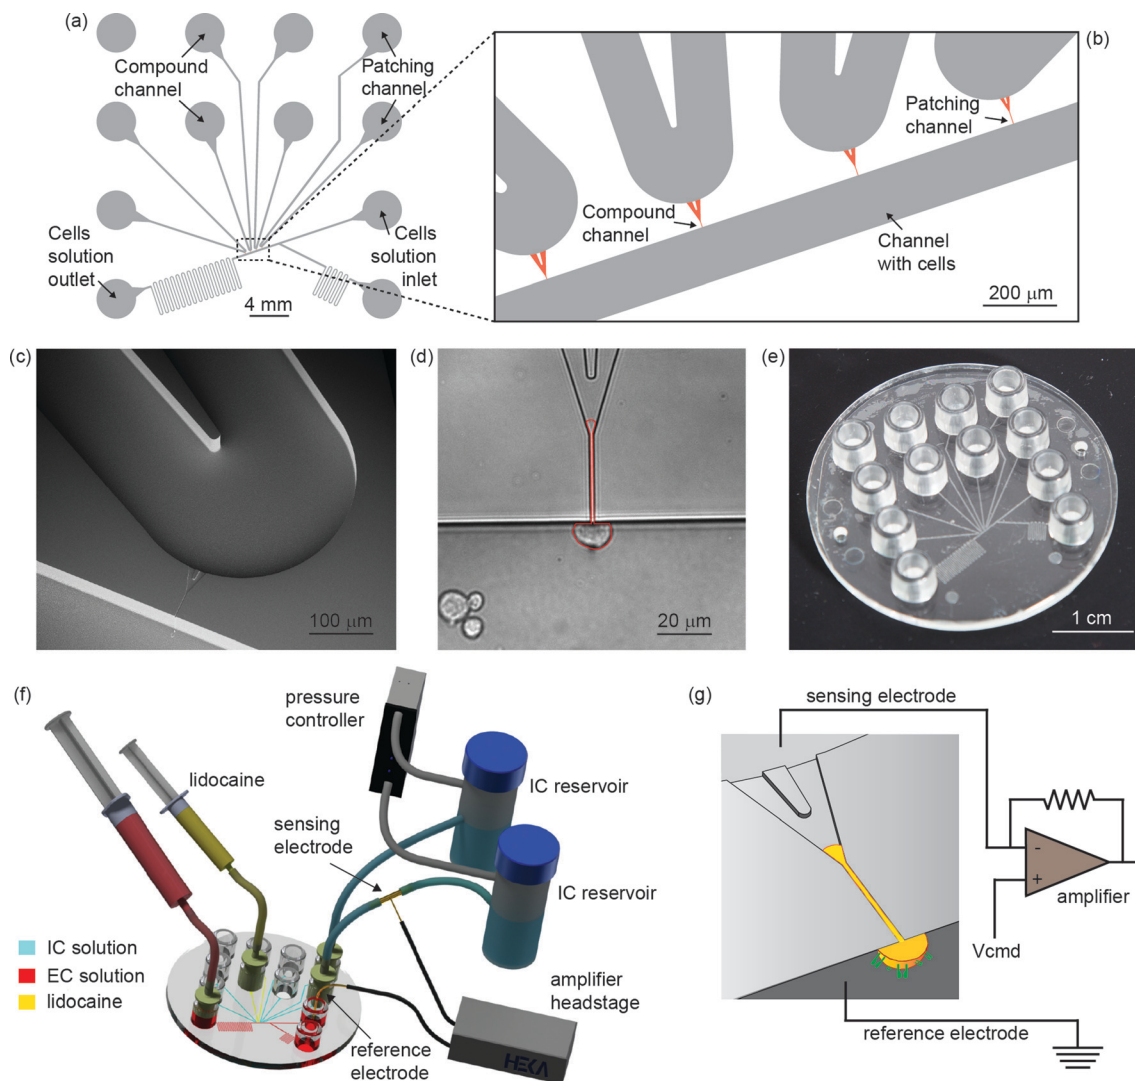 (a)
Compound
channel
Patching
channel
Cells
solution
outlet
Cells
solution
inlet
4 mm
(b)
Patching
channel
Compound
channel
Channel
with cells
200 μm
(c)
100 μm
(d)
20 μm
(e)
1 cm
(f)
pressure
controller
lidocaine
IC reservoir
sensing
electrode
IC reservoir
IC solution
EC solution
lidocaine
amplifier
headstage
HEKA
reference
electrode
(g)
sensing electrode
-
+
amplifier
Vcmd
reference electrode